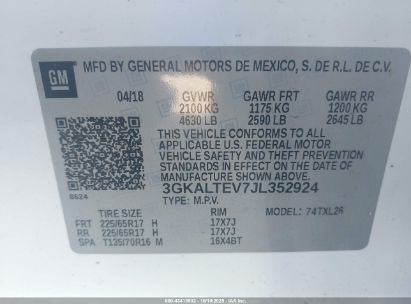 GM
MFD BY GENERAL MOTORS DE MEXICO, S. DE R.L. DE C.V.
04/18 GVWR GAWR FRT GAWR RR
2100 KG 1175 KG 1200 KG
4630 LB 2590 LB 2645 LB
THIS VEHICLE CONFORMS TO ALL
APPLICABLE U.S. FEDERAL MOTOR
VEHICLE SAFETY AND THEFT PREVENTION
STANDARDS IN EFFECT ON THE DATE OF
MANUFACTURE SHOWN ABOVE.
3GKALTEV7JL352924
8624 TYPE: M.P.V. MODEL: 74TXL26
TIRE SIZE RIM
FRT 225/65R17 H 17X7J
RR 225/65R17 H 17X7J
SPA T135/70R16 M 16X4BT